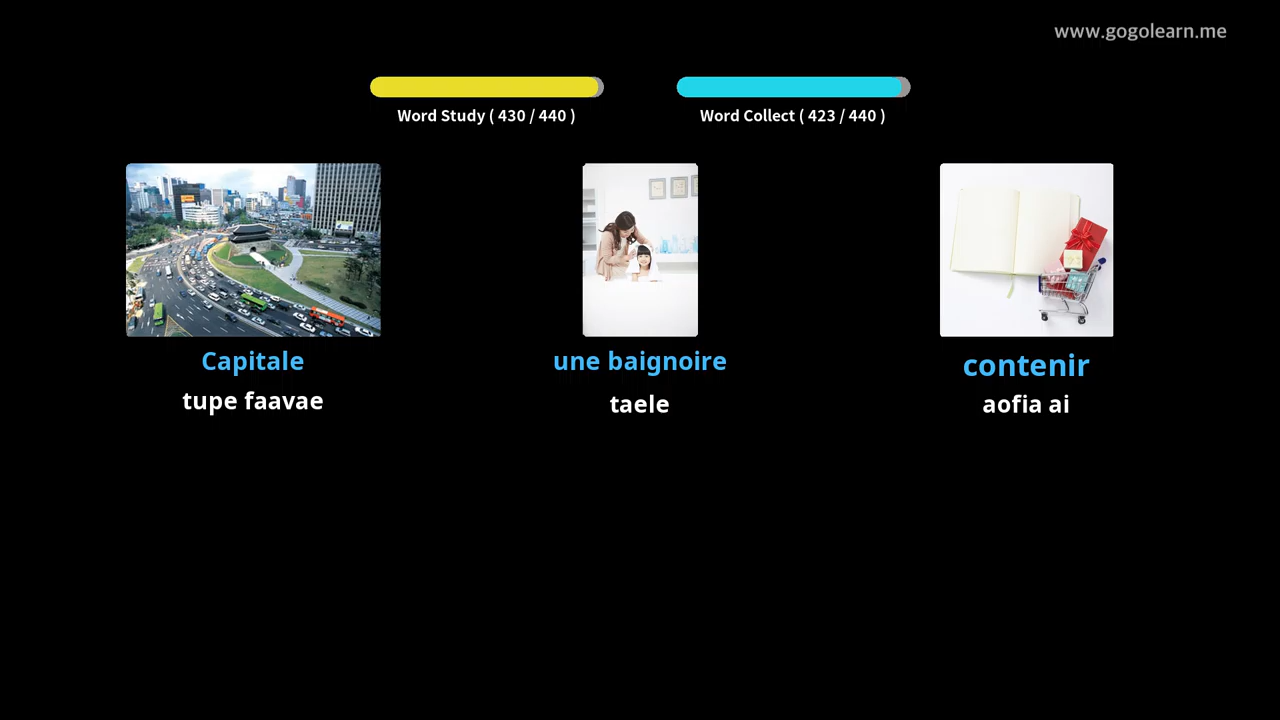 www.gogolearn.me
Word Study ( 430 / 440 )
Word Collect ( 423 / 440 )
Capitale
une baignoire
contenir
tupe faavae
taele
aofia ai